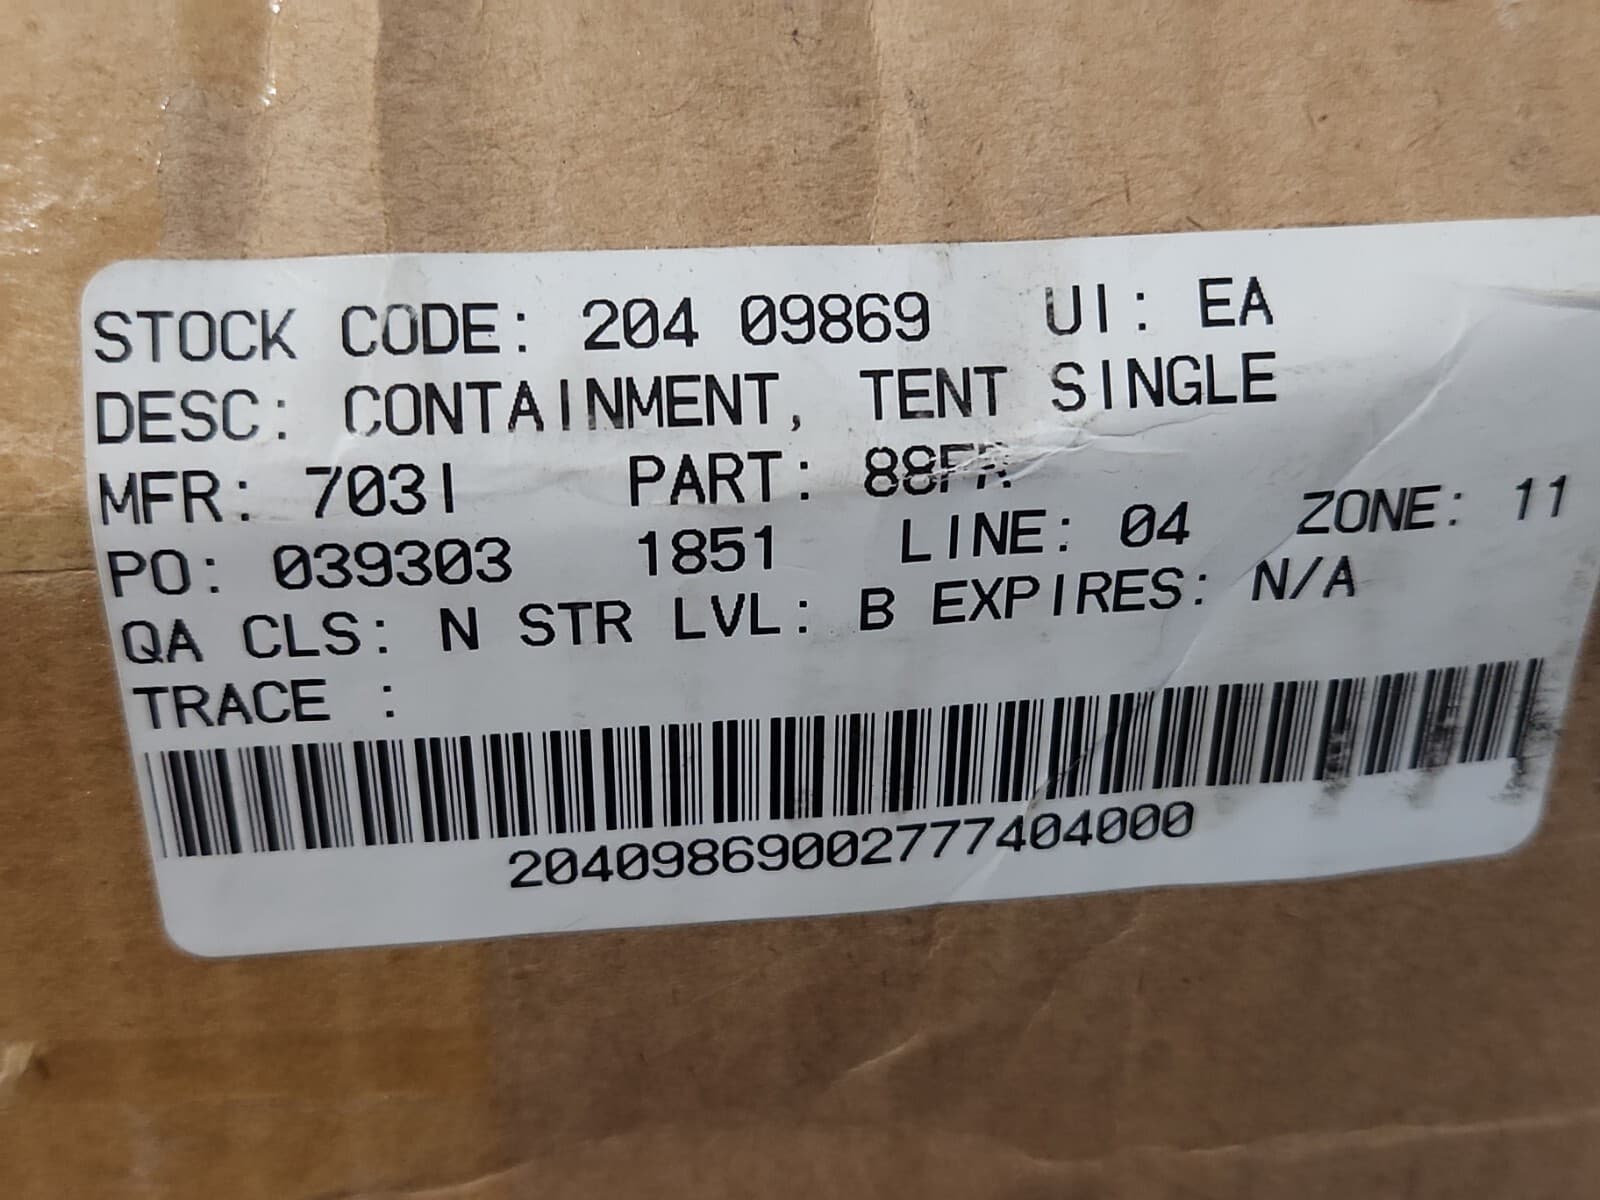 STOCK CODE: 204 09869 UI: EA
DESC: CONTAINMENT, TENT SINGLE
MFR: 703I PART:
PO: 039303 1851 LINE: 04 ZONE: 11
QA CLS: N STR LVL: B EXPIRES: N/A
TRACE :
20409869002777404000